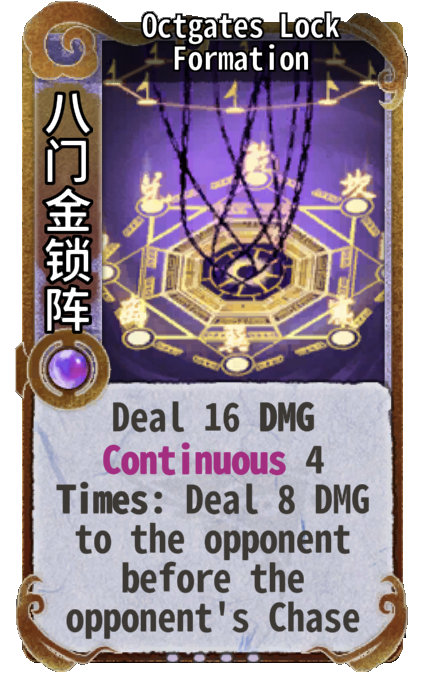 Octgates Lock
Formation
八门金锁阵
Deal 16 DMG
Continuous 4
Times: Deal 8 DMG
to the opponent
before the
opponent's Chase